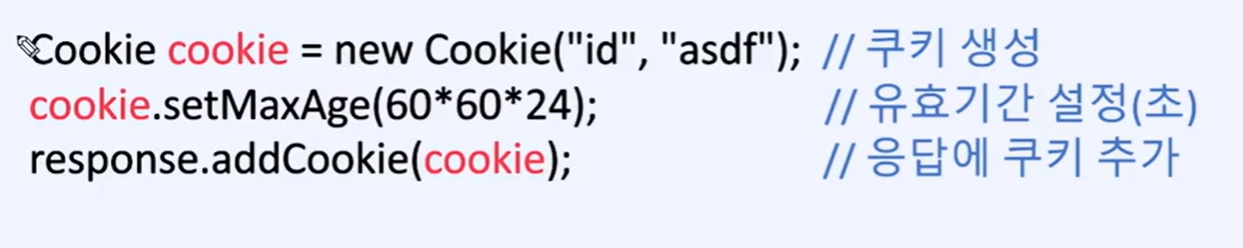 Cookie cookie = new Cookie("id", "asdf"); // 쿠키 생성
cookie.setMaxAge(60*60*24); // 유효기간 설정(초)
response.addCookie(cookie); // 응답에 쿠키 추가